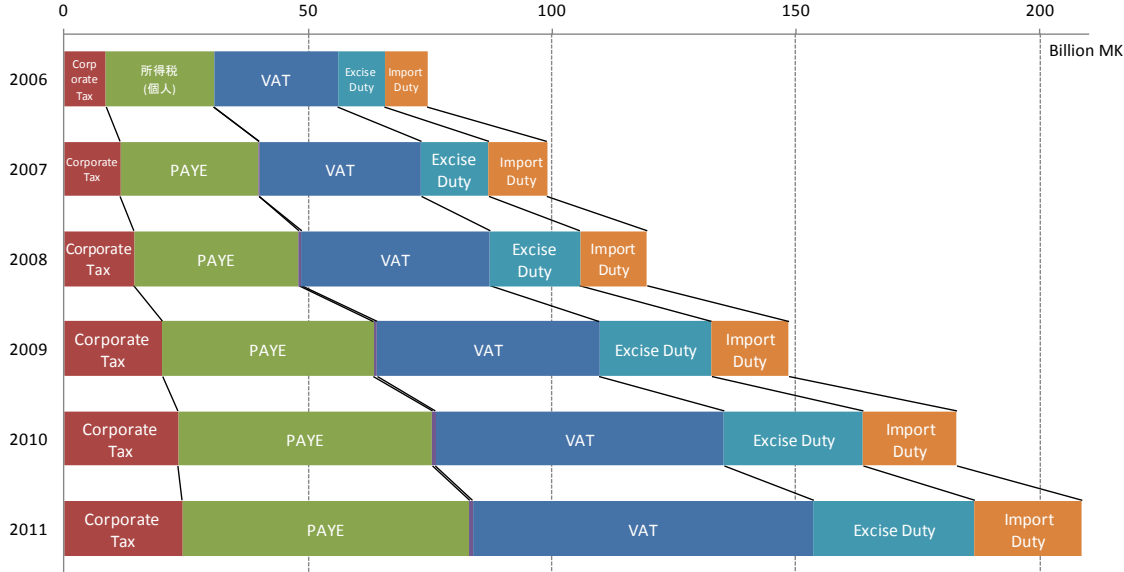 0
50
100
150
200
Billion MK
2006
Corp
orate
Tax
所得税
(個人)
VAT
Excise
Duty
Import
Duty
2007
Corporate
Tax
PAYE
VAT
Excise
Duty
Import
Duty
2008
Corporate
Tax
PAYE
VAT
Excise
Duty
Import
Duty
2009
Corporate
Tax
PAYE
VAT
Excise Duty
Import
Duty
2010
Corporate
Tax
PAYE
VAT
Excise Duty
Import
Duty
2011
Corporate
Tax
PAYE
VAT
Excise Duty
Import
Duty